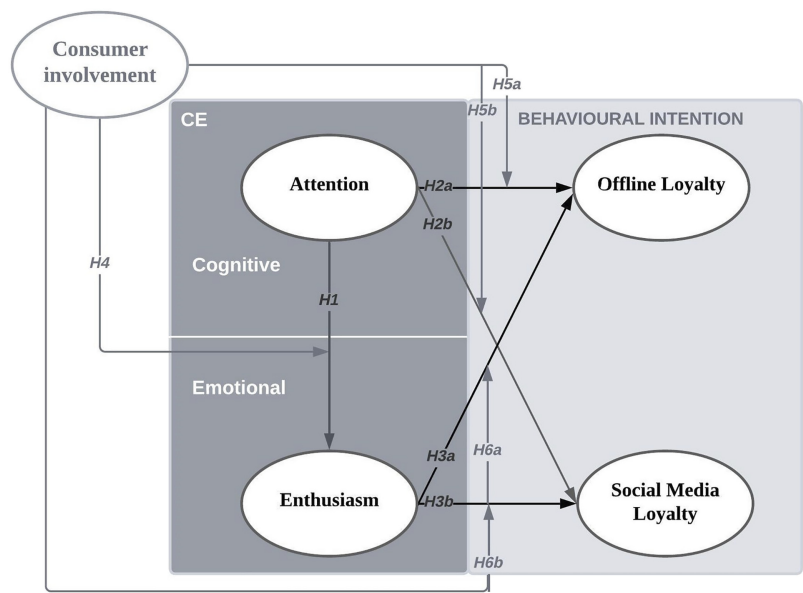 Consumer
involvement
H5a
H5b
CE
BEHAVIOURAL INTENTION
Attention
H2a
Offline Loyalty
H2b
H4
Cognitive
H1
Emotional
H3a
H6a
Enthusiasm
H3b
Social Media
Loyalty
H6b